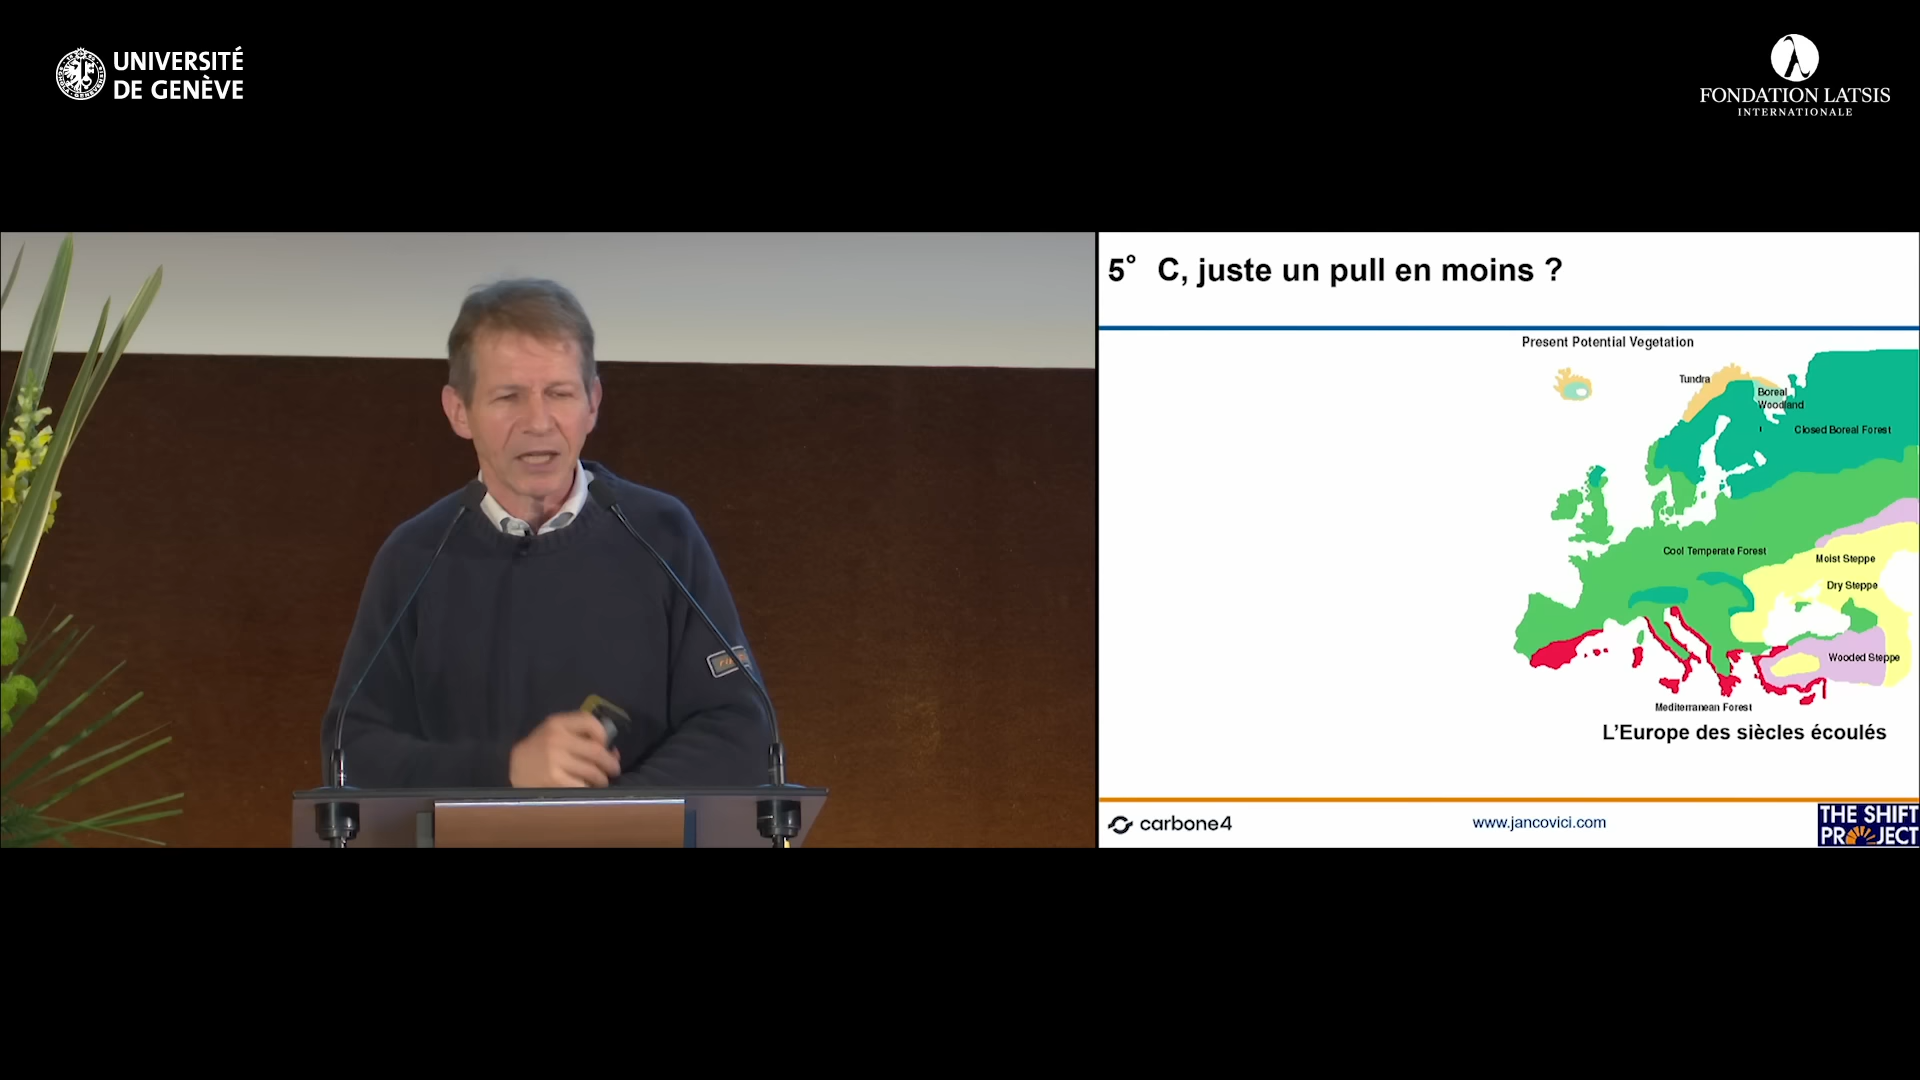 UNIVERSITÉ
DE GENÈVE
FONDATION LATSIS
INTERNATIONALE
5° C, juste un pull en moins ?
Present Potential Vegetation
Tundra
Boreal
Woodland
Closed Boreal Forest
Cool Temperate Forest
Moist Steppe
Dry Steppe
Wooded Steppe
Mediterranean Forest
L’Europe des siècles écoulés
carbone4
www.jancovici.com
THE SHIFT
PROJECT